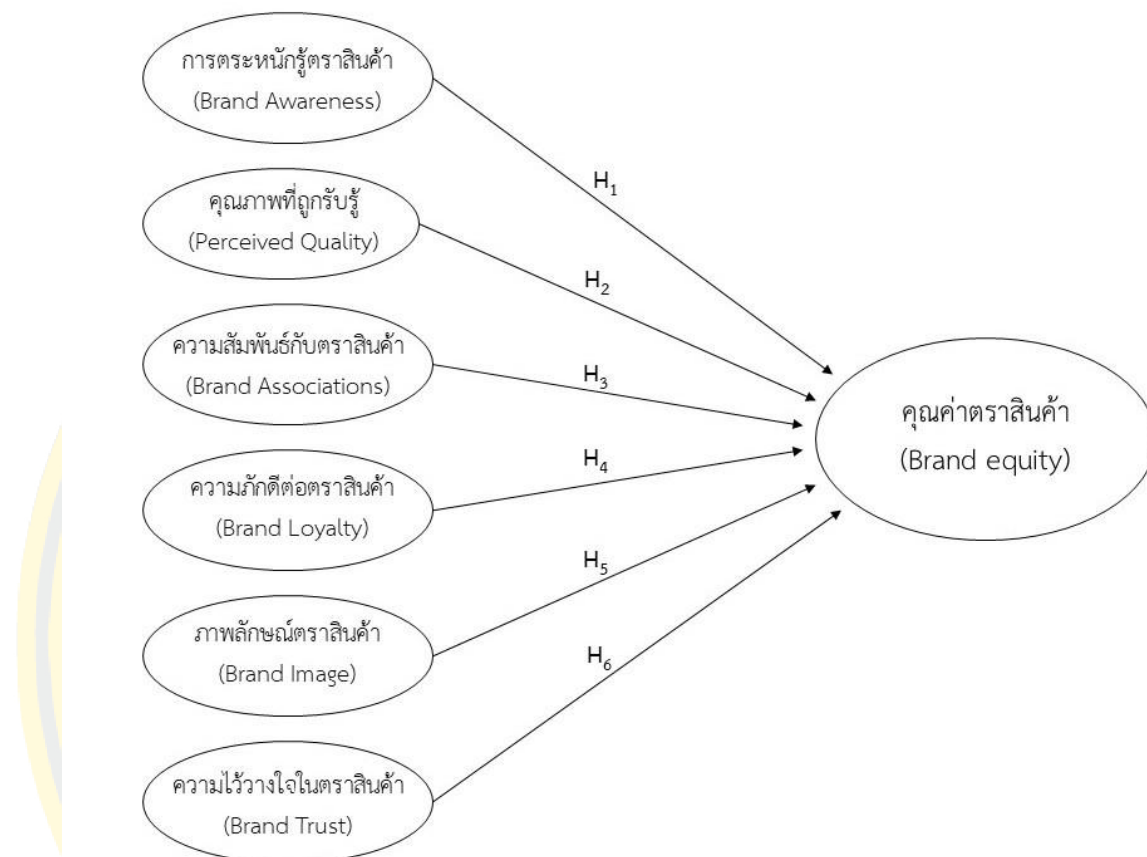 การตระหนักรู้ตราสินค้า
(Brand Awareness)
H₁
คุณภาพที่ถูกรับรู้
(Perceived Quality)
H₂
ความสัมพันธ์กับตราสินค้า
(Brand Associations)
H₃
ความภักดีต่อตราสินค้า
(Brand Loyalty)
H₄
ภาพลักษณ์ตราสินค้า
(Brand Image)
H₅
ความไว้วางใจในตราสินค้า
(Brand Trust)
H₆
คุณค่าตราสินค้า
(Brand equity)